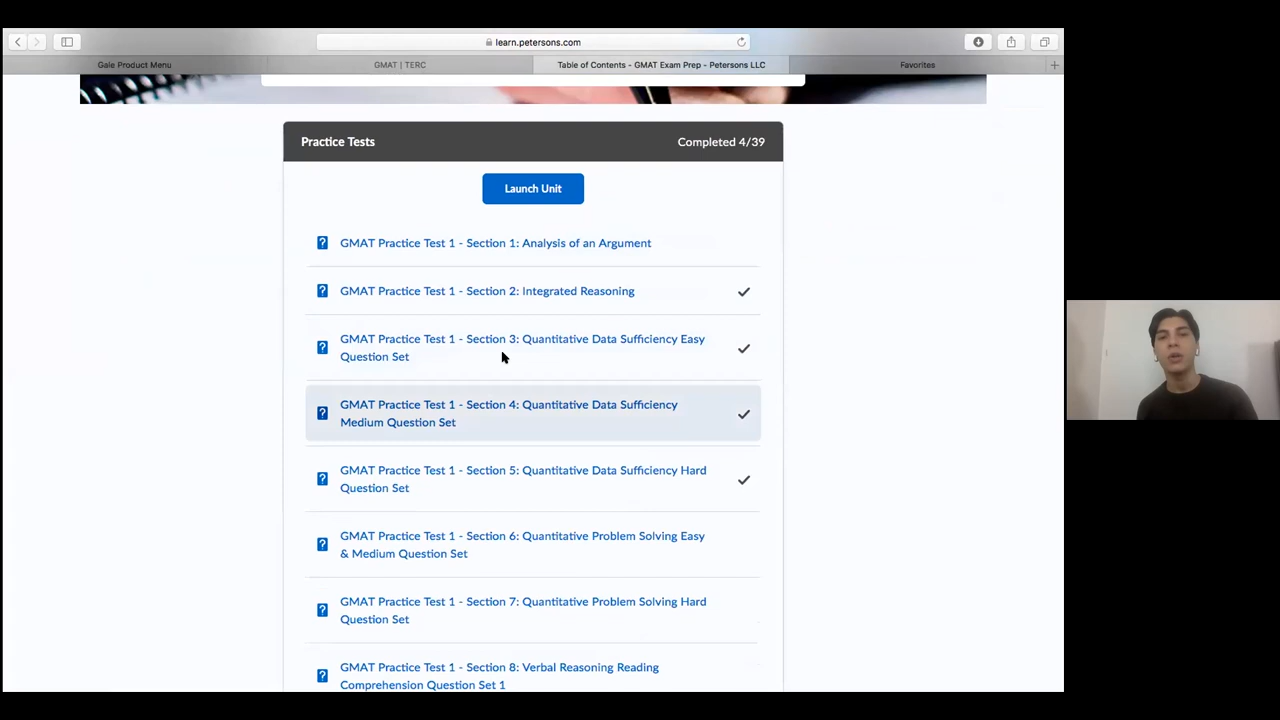 learn.petersons.com
Gale Product Menu
GMAT | TERC
Table of Contents - GMAT Exam Prep - Petersons LLC
Favorites
Practice Tests
Completed 4/39
Launch Unit
GMAT Practice Test 1 - Section 1: Analysis of an Argument
GMAT Practice Test 1 - Section 2: Integrated Reasoning
GMAT Practice Test 1 - Section 3: Quantitative Data Sufficiency Easy
Question Set
GMAT Practice Test 1 - Section 4: Quantitative Data Sufficiency
Medium Question Set
GMAT Practice Test 1 - Section 5: Quantitative Data Sufficiency Hard
Question Set
GMAT Practice Test 1 - Section 6: Quantitative Problem Solving Easy
& Medium Question Set
GMAT Practice Test 1 - Section 7: Quantitative Problem Solving Hard
Question Set
GMAT Practice Test 1 - Section 8: Verbal Reasoning Reading
Comprehension Question Set 1